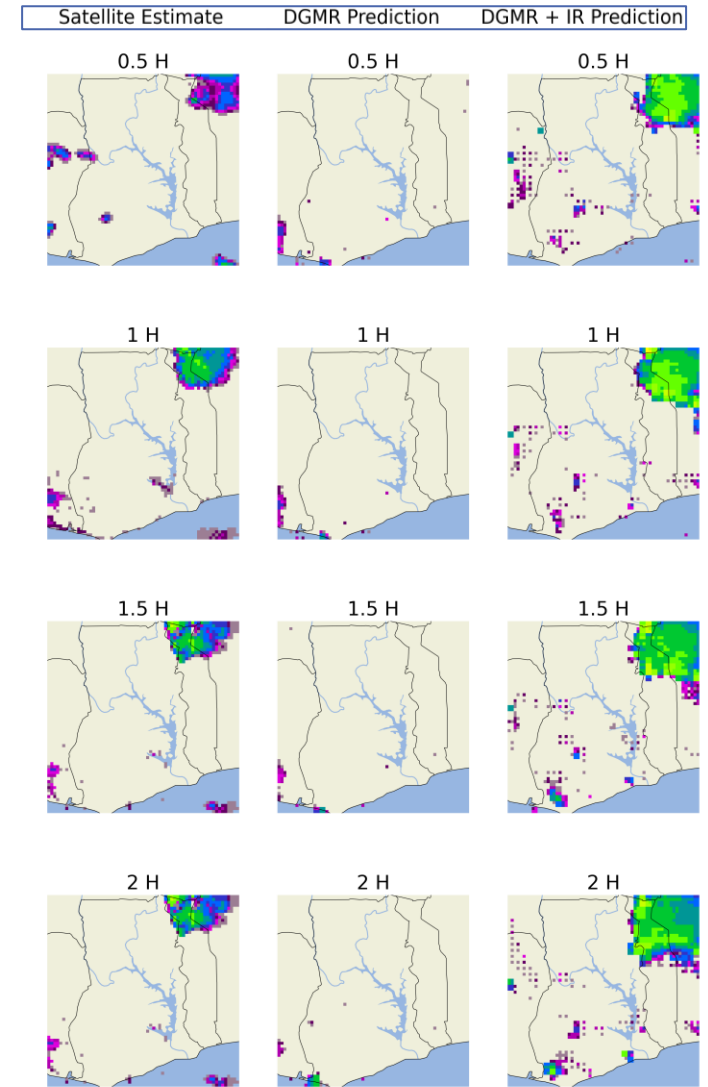 Satellite Estimate DGMR Prediction DGMR + IR Prediction
0.5 H 0.5 H 0.5 H
1 H 1 H 1 H
1.5 H 1.5 H 1.5 H
2 H 2 H 2 H